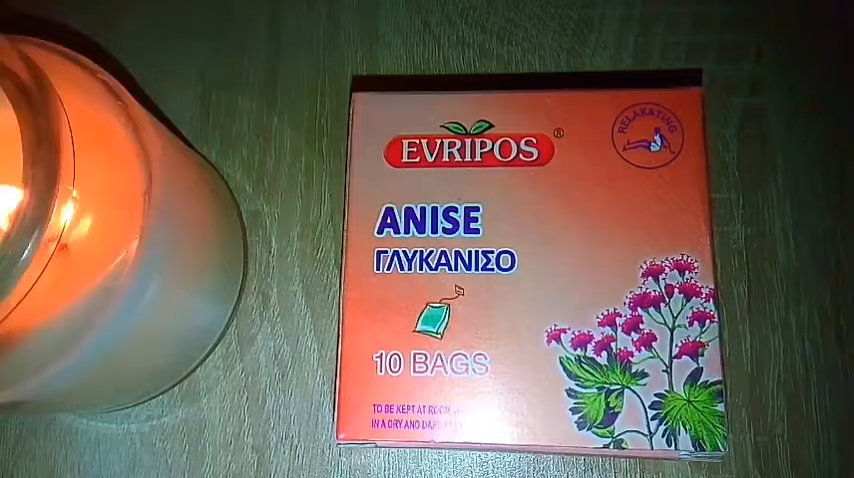 EVRIPOS®
RELAXATING
ANISE
ΓΛΥΚΑΝΙΣΟ
10 BAGS
TO BE KEPT AT ROOM
IN A DRY AND DARK